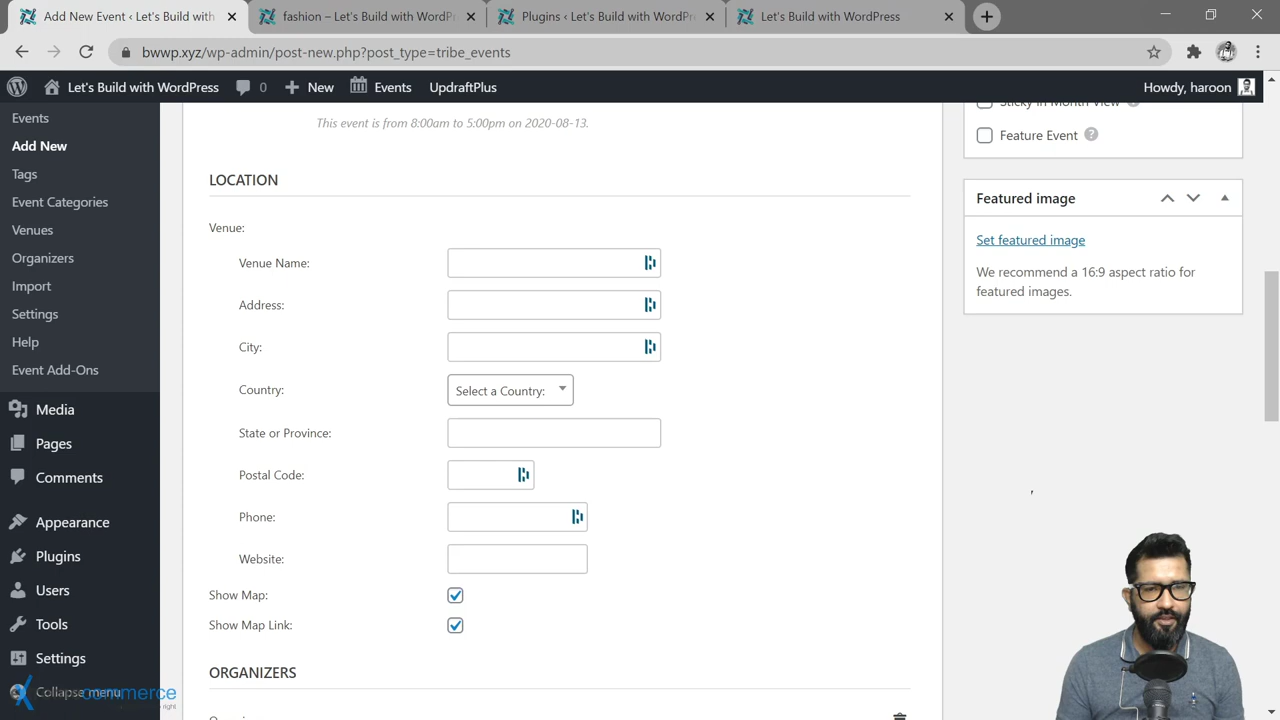 Add New Event ‹ Let's Build with
fashion – Let's Build with WordPr
Plugins ‹ Let's Build with WordPr
Let's Build with WordPress
bwwp.xyz/wp-admin/post-new.php?post_type=tribe_events
Let's Build with WordPress
0
New
Events
UpdraftPlus
Howdy, haroon
Events
Add New
Tags
Event Categories
Venues
Organizers
Import
Settings
Help
Event Add-Ons
Media
Pages
Comments
Appearance
Plugins
Users
Tools
Settings
Collapse menu
commerce
This event is from 8:00am to 5:00pm on 2020-08-13.
LOCATION
Venue:
Venue Name:
Address:
City:
Country:
Select a Country:
State or Province:
Postal Code:
Phone:
Website:
Show Map:
Show Map Link:
ORGANIZERS
Sticky in Month View
Feature Event
Featured image
Set featured image
We recommend a 16:9 aspect ratio for
featured images.